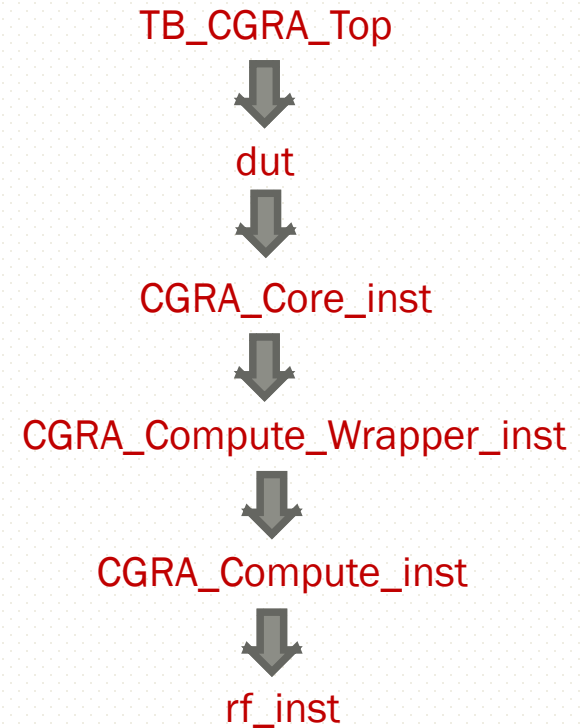 TB_CGRA_Top
dut
CGRA_Core_inst
CGRA_Compute_Wrapper_inst
CGRA_Compute_inst
rf_inst